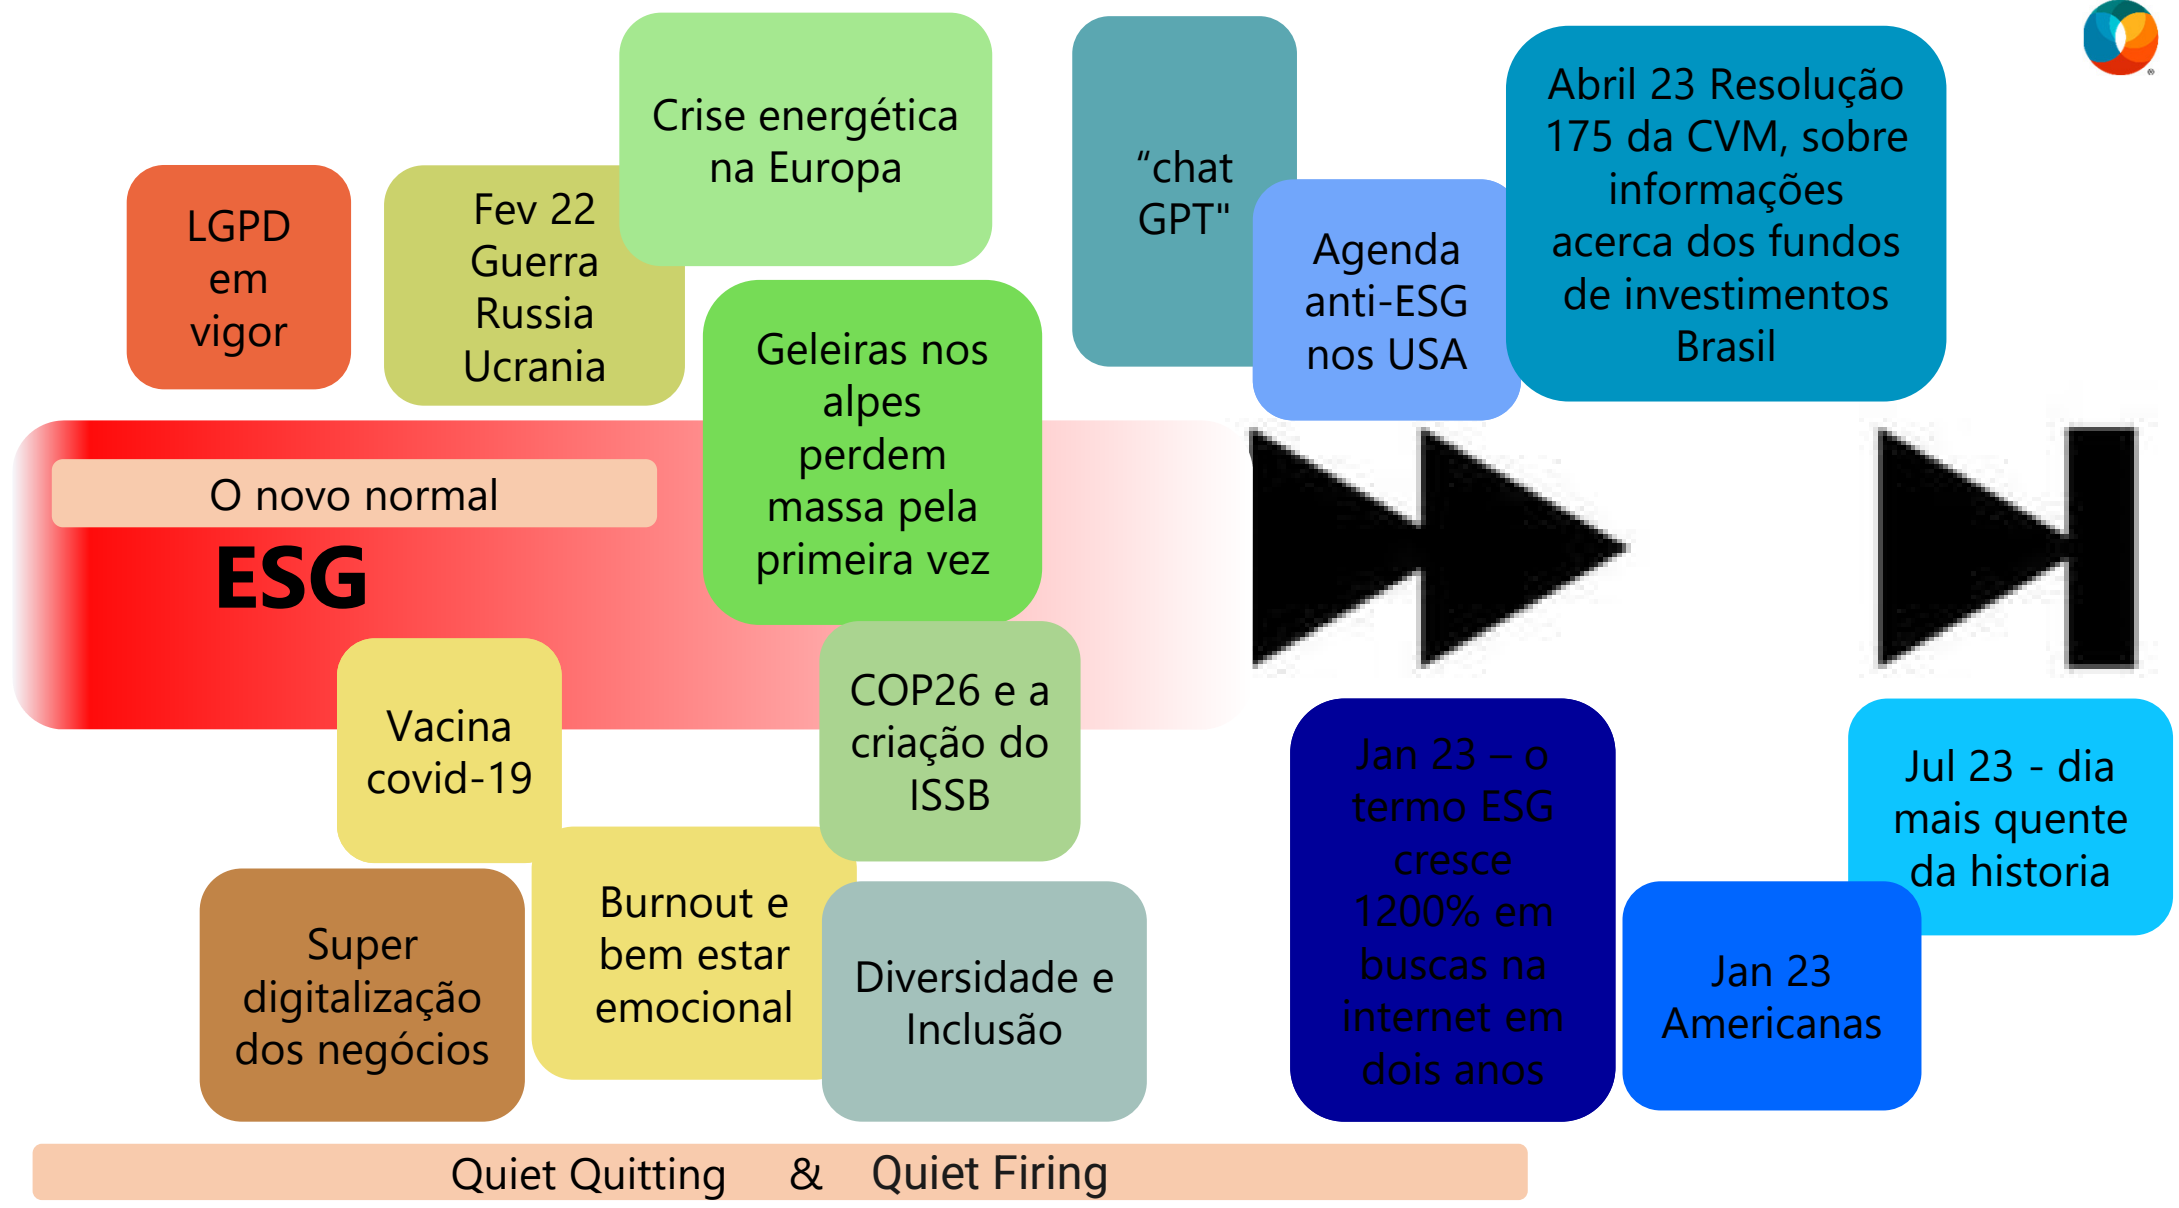 Crise energética
na Europa
“chat
GPT"
Abril 23 Resolução
175 da CVM, sobre
informações
acerca dos fundos
de investimentos
Brasil
LGPD
em
vigor
Fev 22
Guerra
Russia
Ucrania
Agenda
anti-ESG
nos USA
Geleiras nos
alpes
perdem
massa pela
primeira vez
O novo normal
ESG
Vacina
covid-19
COP26 e a
criação do
ISSB
Jan 23 – o
termo ESG
cresce
1200% em
buscas na
internet em
dois anos
Jul 23 - dia
mais quente
da historia
Super
digitalização
dos negócios
Burnout e
bem estar
emocional
Diversidade e
Inclusão
Jan 23
Americanas
Quiet Quitting & Quiet Firing
®